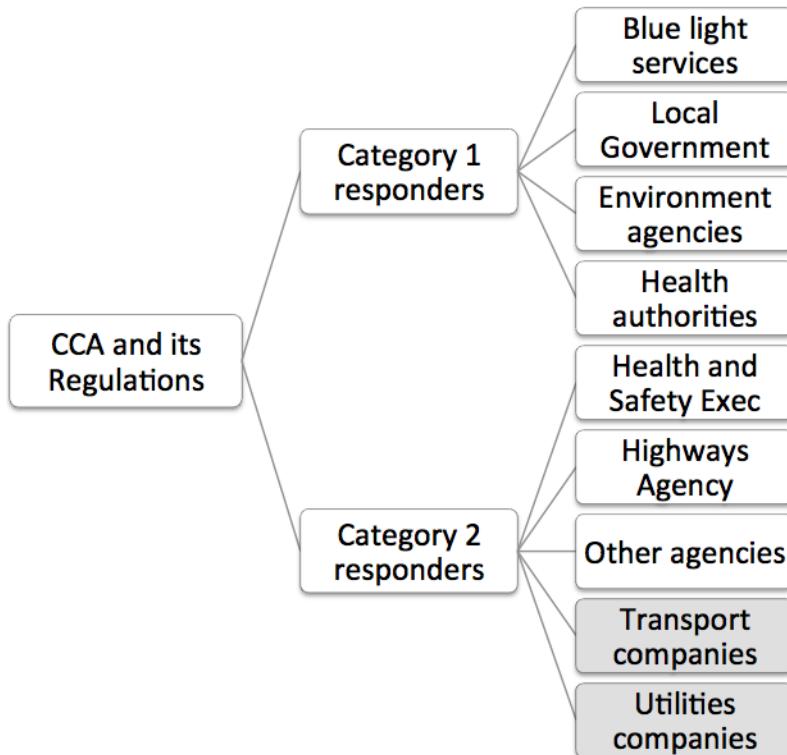 CCA and its
Regulations
Category 1
responders
Blue light
services
Local
Government
Environment
agencies
Health
authorities
Category 2
responders
Health and
Safety Exec
Highways
Agency
Other agencies
Transport
companies
Utilities
companies